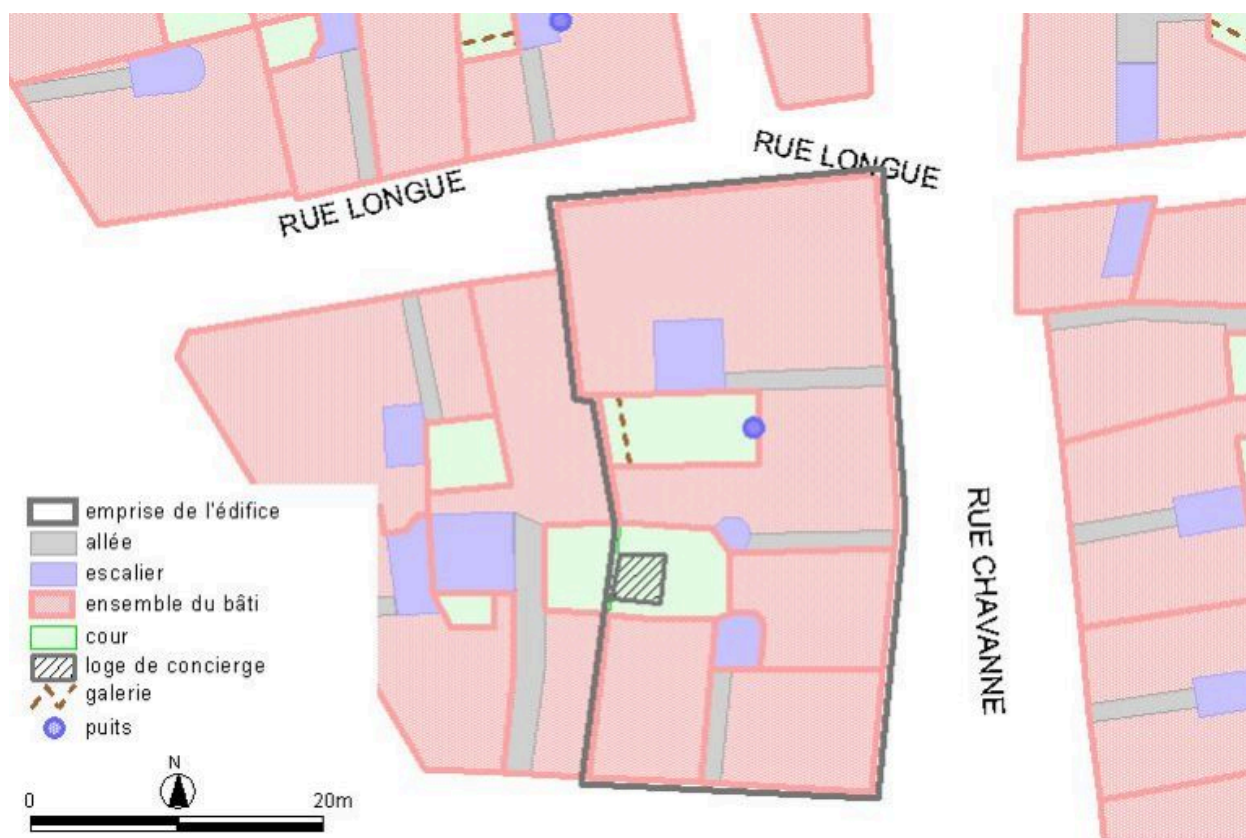 RUE LONGUE
RUE LONGUE
RUE CHAVANNE
emprise de l'édifice
allée
escalier
ensemble du bâti
cour
loge de concierge
galerie
puits
N
0 20m